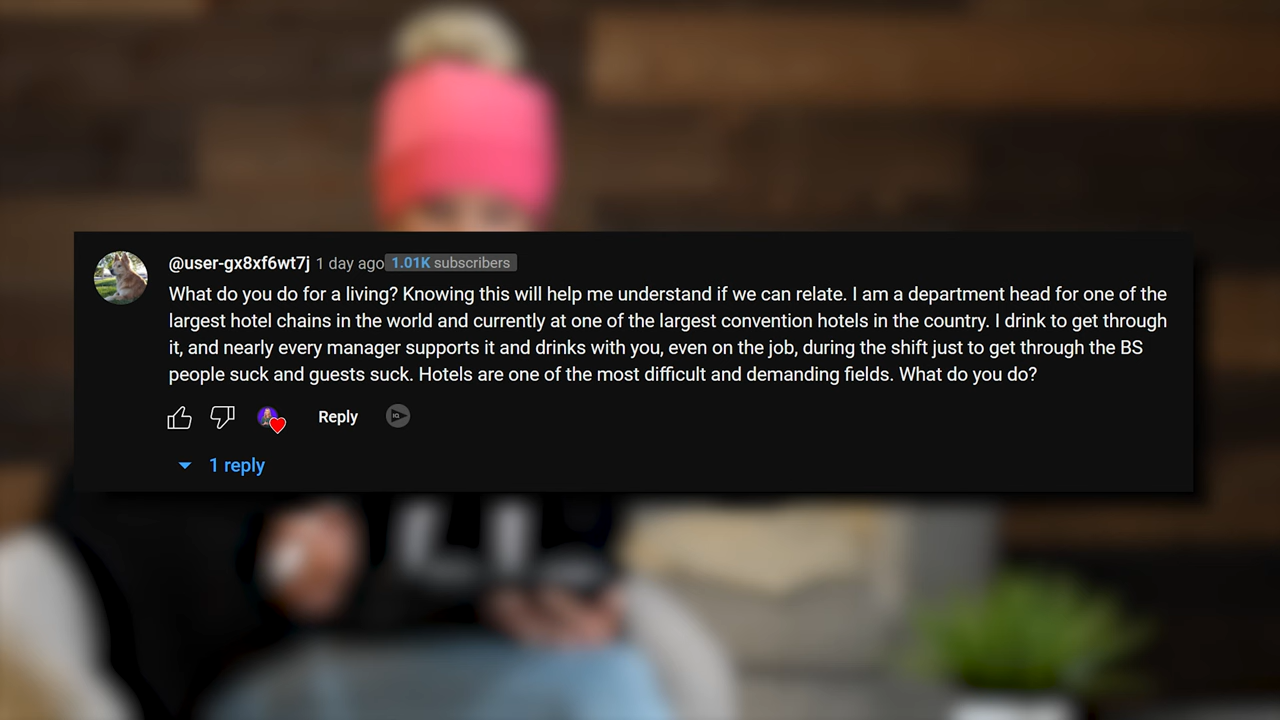 @user-gx8xf6wt7j 1 day ago 1.01K subscribers
What do you do for a living? Knowing this will help me understand if we can relate. I am a department head for one of the
largest hotel chains in the world and currently at one of the largest convention hotels in the country. I drink to get through
it, and nearly every manager supports it and drinks with you, even on the job, during the shift just to get through the BS
people suck and guests suck. Hotels are one of the most difficult and demanding fields. What do you do?
Reply
1 reply